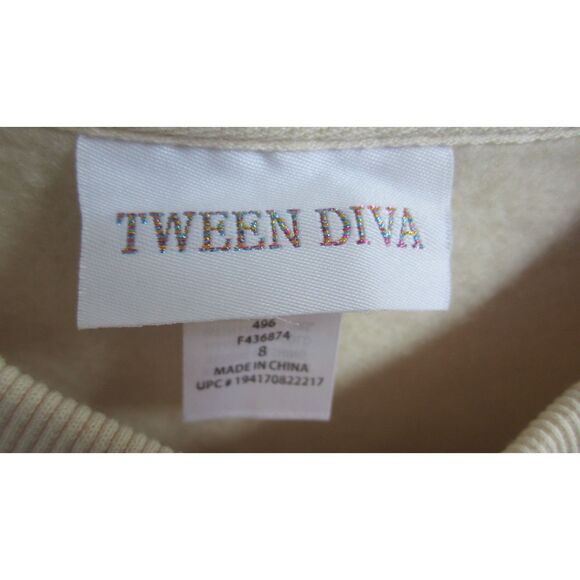 TWEEN DIVA
496
F436874
8
MADE IN CHINA
UPC # 194170822217